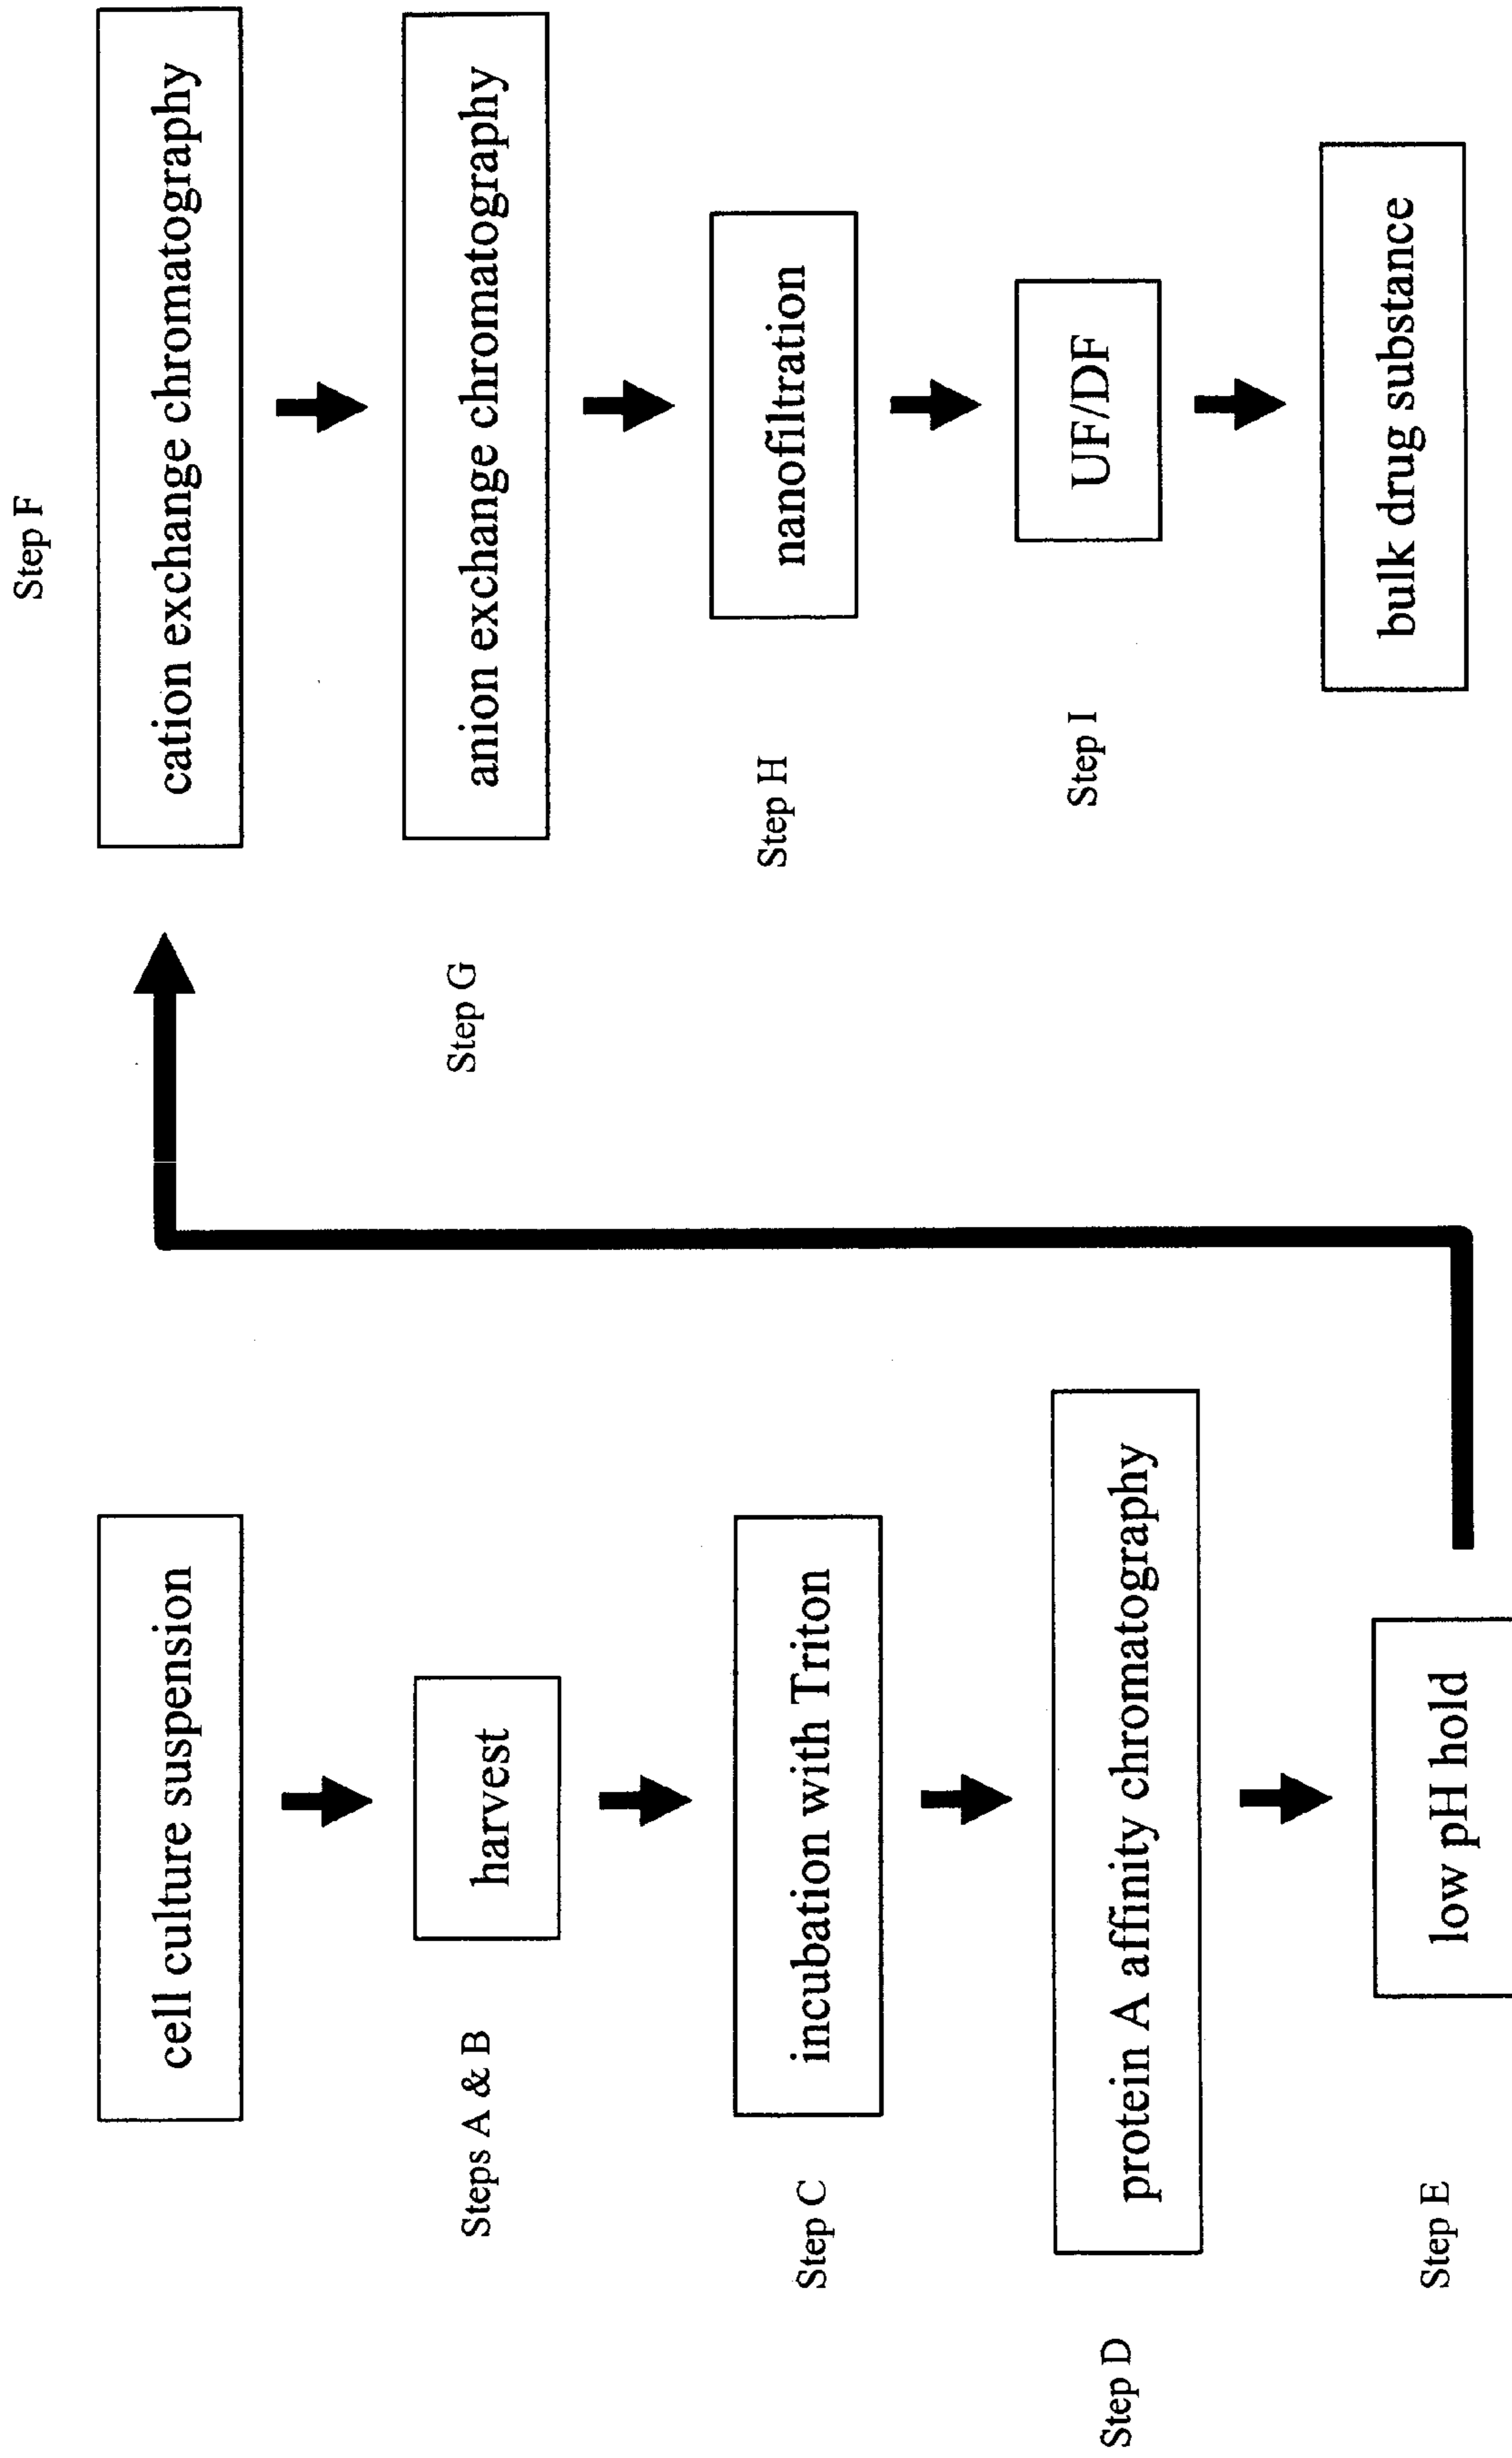 cell culture suspension
Steps A & B
harvest
Step C
incubation with Triton
Step D
protein A affinity chromatography
Step E
low pH hold
Step F
cation exchange chromatography
Step G
anion exchange chromatography
Step H
nanofiltration
Step I
UF/DF
bulk drug substance